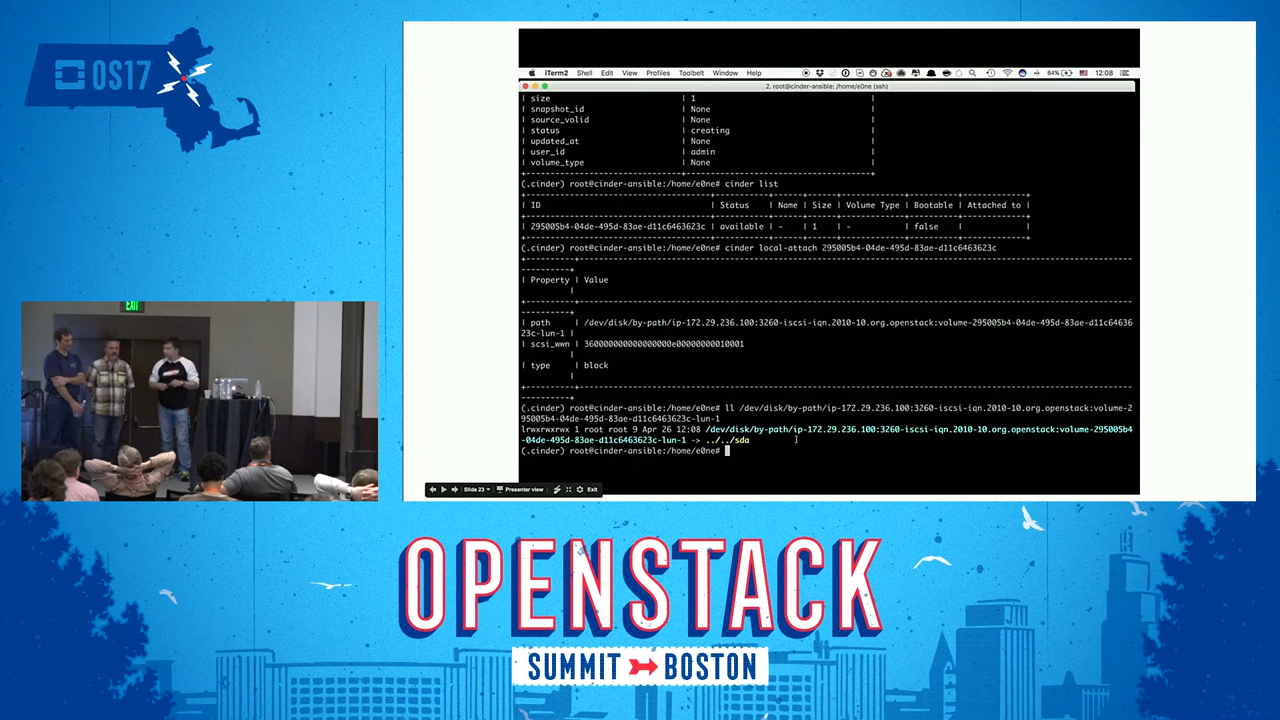 OS17
iTerm2 Shell Edit View Profiles Toolbelt Window Help 84% 12:08
2. root@cinder-ansible: /home/e0ne (ssh)
| size | 1 |
| snapshot_id | None |
| source_volid | None |
| status | creating |
| updated_at | None |
| user_id | admin |
| volume_type | None |
(.cinder) root@cinder-ansible:/home/e0ne# cinder list
| ID | Status | Name | Size | Volume Type | Bootable | Attached to |
| 295005b4-04de-495d-83ae-d11c6463623c | available | - | 1 | - | false | |
(.cinder) root@cinder-ansible:/home/e0ne# cinder local-attach 295005b4-04de-495d-83ae-d11c6463623c
| Property | Value
| path | /dev/disk/by-path/ip-172.29.236.100:3260-iscsi-iqn.2010-10.org.openstack:volume-295005b4-04de-495d-83ae-d11c64636
23c-lun-1 |
| scsi_wwn | 360000000000000000e00000000010001
| type | block
(.cinder) root@cinder-ansible:/home/e0ne# ll /dev/disk/by-path/ip-172.29.236.100:3260-iscsi-iqn.2010-10.org.openstack:volume-2
95005b4-04de-495d-83ae-d11c6463623c-lun-1
lrwxrwxrwx 1 root root 9 Apr 26 12:08 /dev/disk/by-path/ip-172.29.236.100:3260-iscsi-iqn.2010-10.org.openstack:volume-295005b4
-04de-495d-83ae-d11c6463623c-lun-1 -> ../../sda
(.cinder) root@cinder-ansible:/home/e0ne#
Slide 23 Presenter view Exit
EXIT
OPENSTACK
SUMMIT BOSTON